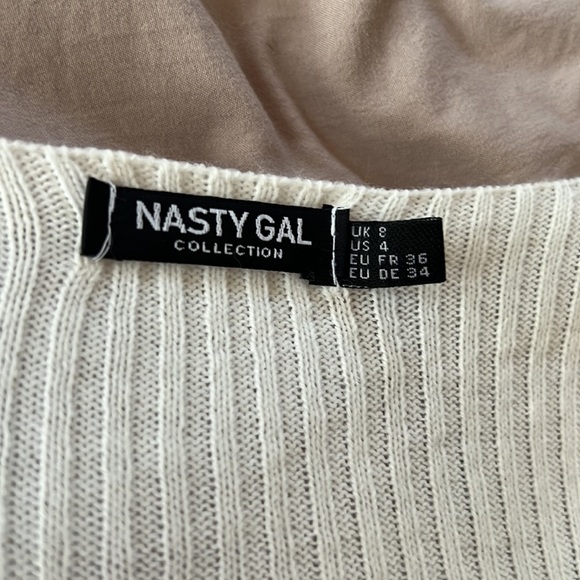 NASTY GAL
COLLECTION
UK 8
US 4
EU FR 36
EU DE 34